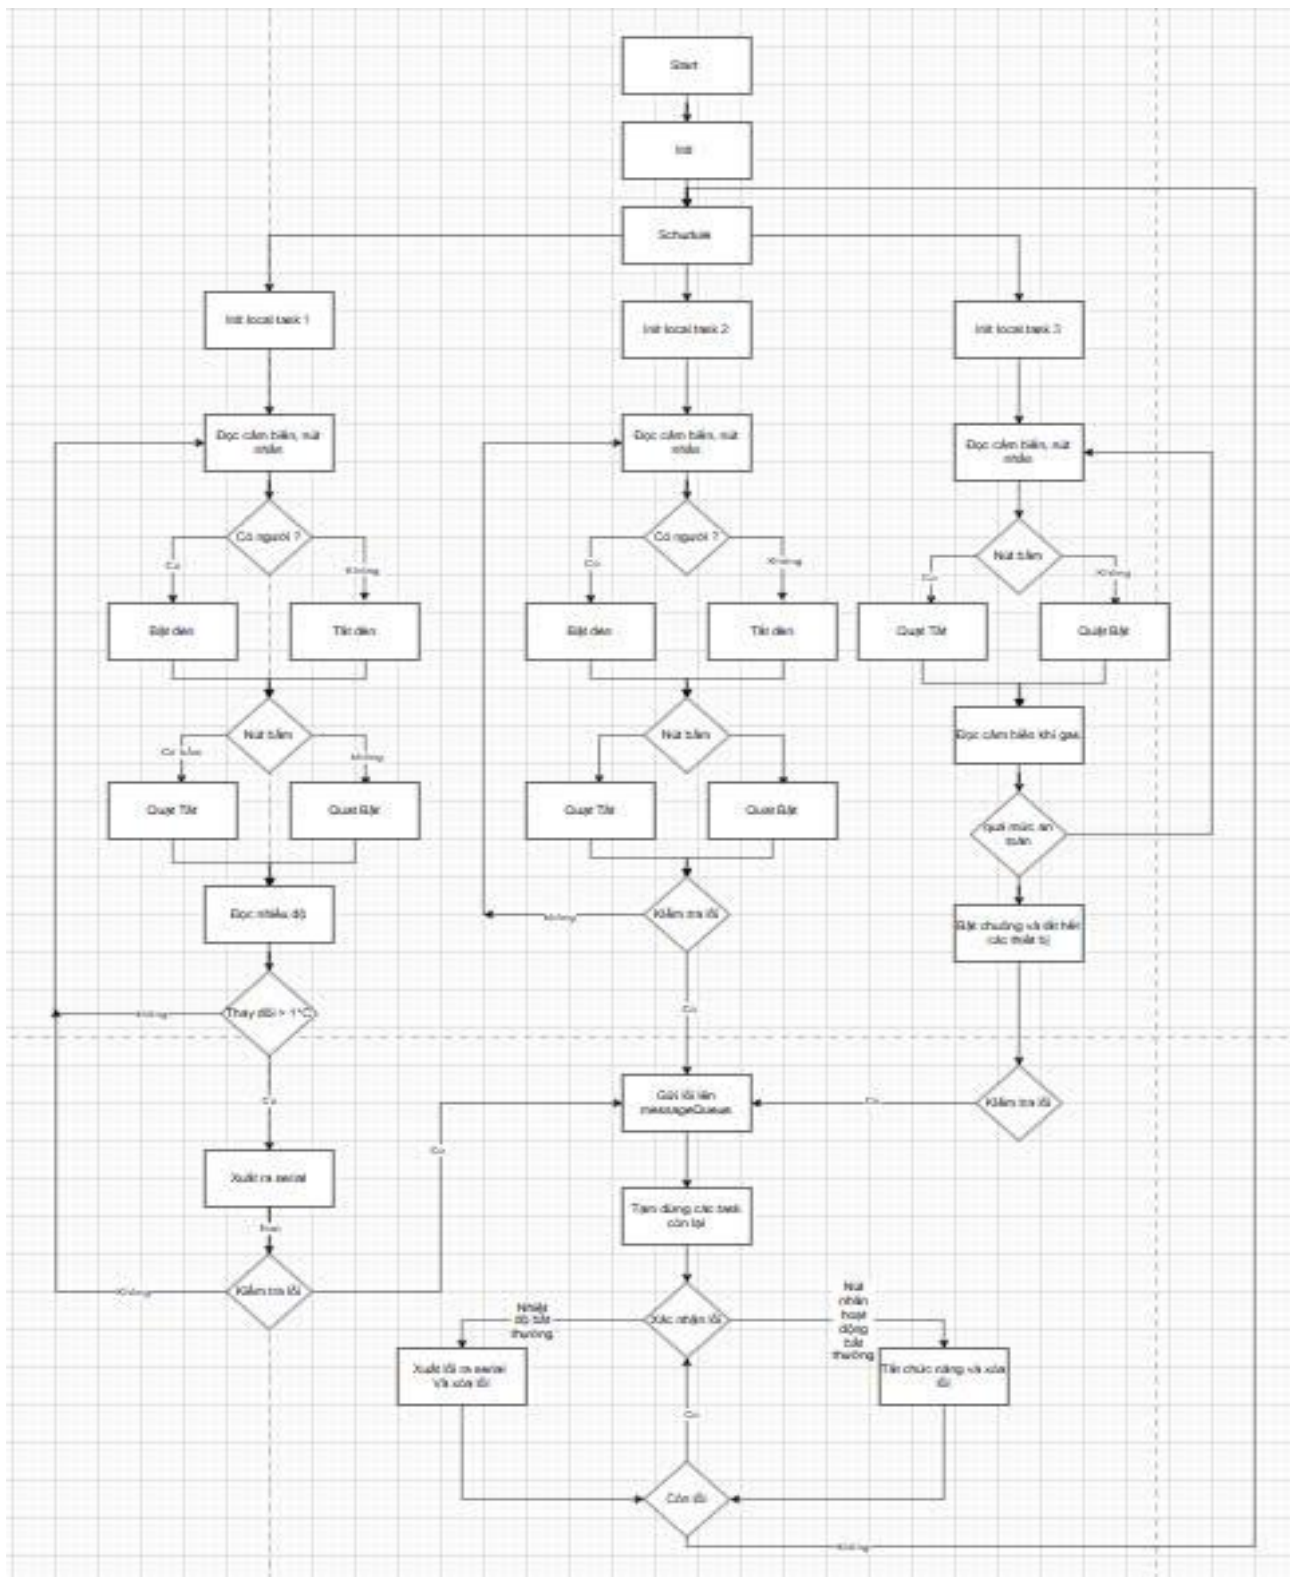 Start
Init
Init local task 1
Init local task 2
Init local task 3
Đọc cảm biến, nút
nhấn
Đọc cảm biến, nút
nhấn
Đọc cảm biến, nút
nhấn
Có người ?
Có người ?
Nút bấm
Có
Không
Có
Không
Có
Không
Bật đèn
Tắt đèn
Bật đèn
Tắt đèn
Quạt Tắt
Quạt Bật
Nút bấm
Nút bấm
Đọc cảm biến khí gas
Có bấm
không
Quạt Tắt
Quạt Bật
Quạt Tắt
Quạt Bật
quá mức an
toàn
Đọc nhiêu độ
Kiểm tra lỗi
không
Bật chuông và tắt hết
các thiết bị
Thay đổi > 1°C
không
Có
Có
Gửi lỗi lên
messageQueue
Có
Kiểm tra lỗi
Có
Xuất ra serial
Tạm dừng các task
còn lại
Kiểm tra lỗi
Không
Xác nhận lỗi
Nhiệt
độ bất
thường
Nút
nhấn
hoạt
động
bất
thường
Xuất lỗi ra serial
Và xóa lỗi
Tắt chức năng và xóa
lỗi
Có
Còn lỗi
Không